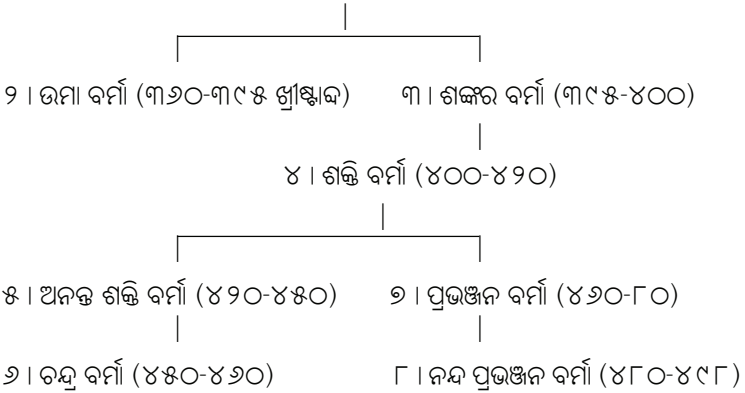 ୨ । ଉମା ବର୍ମା (୩୬୦-୩୯୫ ଖ୍ରୀଷ୍ଟାବ୍ଦ) ୩ । ଶଙ୍କର ବର୍ମା (୩୯୫-୪୦୦)
୪ । ଶକ୍ତି ବର୍ମା (୪୦୦-୪୨୦)
୫ । ଅନନ୍ତ ଶକ୍ତି ବର୍ମା (୪୨୦-୪୫୦) ୭ । ପ୍ରଭଞ୍ଜନ ବର୍ମା (୪୬୦-୮୦)
୬ । ଚନ୍ଦ୍ର ବର୍ମା (୪୫୦-୪୬୦) ୮ । ନନ୍ଦ ପ୍ରଭଞ୍ଜନ ବର୍ମା (୪୮୦-୪୯୮)